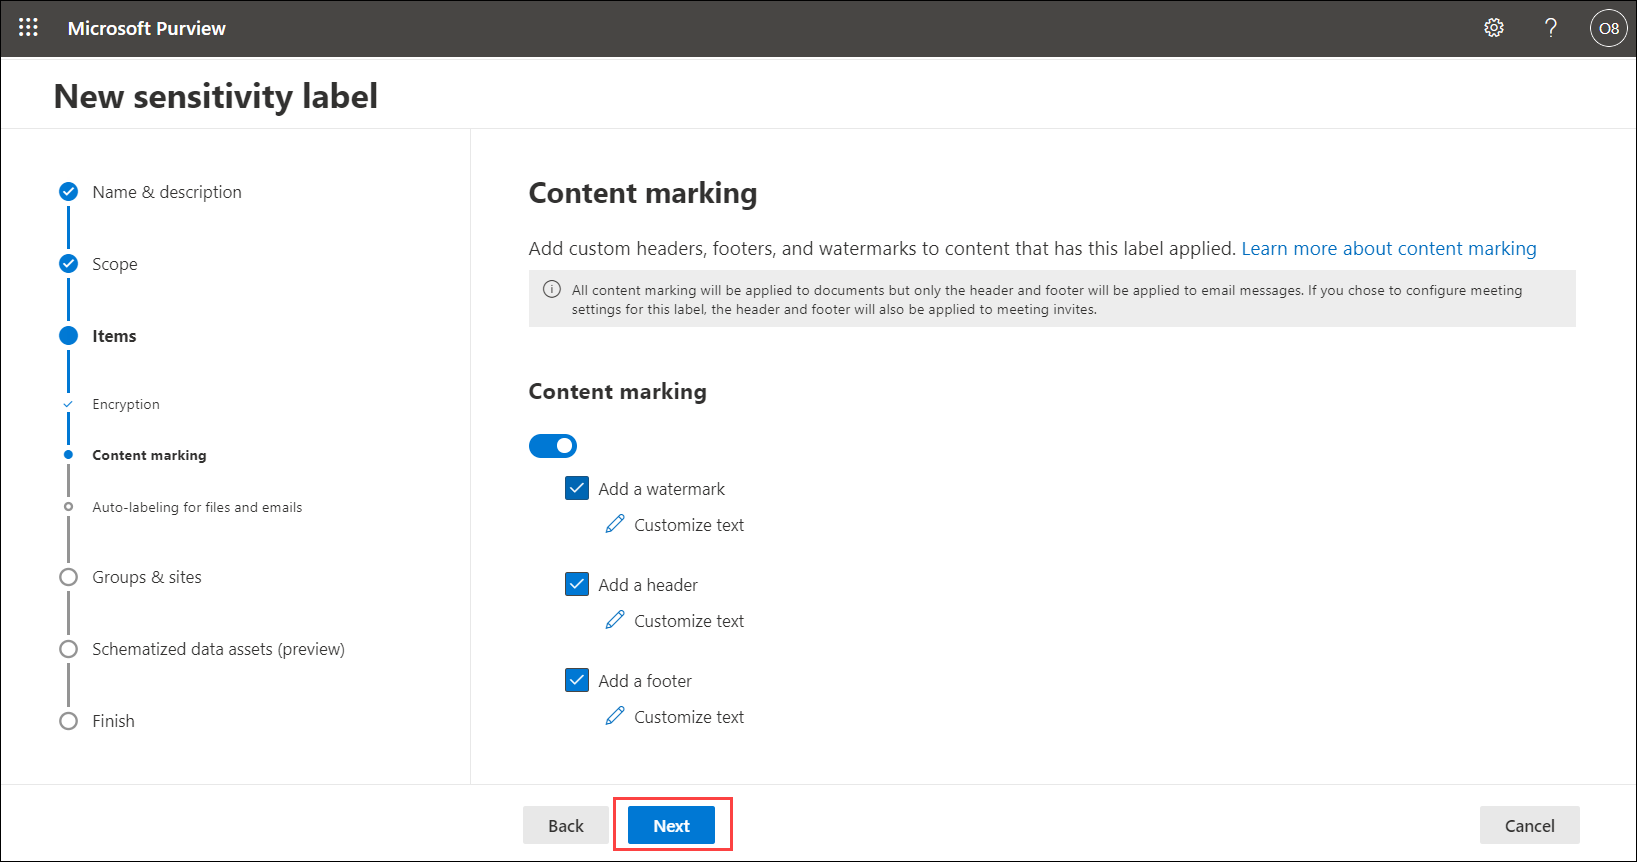 Microsoft Purview
?
O8
New sensitivity label
Name & description
Scope
Items
Encryption
Content marking
Auto-labeling for files and emails
Groups & sites
Schematized data assets (preview)
Finish
Content marking
Add custom headers, footers, and watermarks to content that has this label applied. Learn more about content marking
All content marking will be applied to documents but only the header and footer will be applied to email messages. If you chose to configure meeting
settings for this label, the header and footer will also be applied to meeting invites.
Content marking
Add a watermark
Customize text
Add a header
Customize text
Add a footer
Customize text
Back
Next
Cancel